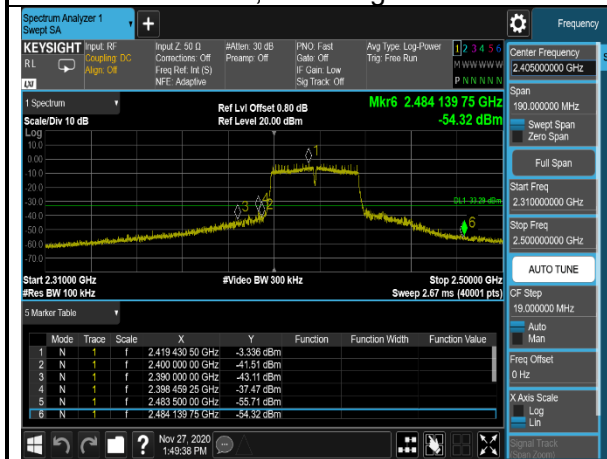 Spectrum Analyzer 1
Swept SA
Frequency
KEYSIGHT
RL
Input: RF
Coupling: DC
Align: Off
Input Z: 50 Ω
Corrections: Off
Freq Ref: Int (S)
NFE: Adaptive
#Atten: 30 dB
Preamp: Off
PNO: Fast
Gate: Off
IF Gain: Low
Sig Track: Off
Avg Type: Log-Power
Trig: Free Run
1 2 3 4 5 6
M W W W W W
P N N N N N
1 Spectrum
Scale/Div 10 dB
Ref Lvl Offset 0.80 dB
Ref Level 20.00 dBm
Mkr6 2.484 139 75 GHz
-54.32 dBm
Log
10.0
0.00
-10.0
-20.0
-30.0
-40.0
-50.0
-60.0
-70.0
1
3
4
2
6
DL1 -33.29 dBm
Start 2.31000 GHz
#Video BW 300 kHz
Stop 2.50000 GHz
#Res BW 100 kHz
Sweep 2.67 ms (40001 pts)
5 Marker Table
Mode Trace Scale X Y Function Function Width Function Value
1 N 1 f 2.419 430 50 GHz -3.336 dBm
2 N 1 f 2.400 000 00 GHz -41.51 dBm
3 N 1 f 2.390 000 00 GHz -43.11 dBm
4 N 1 f 2.398 459 25 GHz -37.47 dBm
5 N 1 f 2.483 500 00 GHz -55.71 dBm
6 N 1 f 2.484 139 75 GHz -54.32 dBm
Nov 27, 2020
1:49:38 PM
Center Frequency
2.405000000 GHz
Span
190.000000 MHz
Swept Span
Zero Span
Full Span
Start Freq
2.310000000 GHz
Stop Freq
2.500000000 GHz
AUTO TUNE
CF Step
19.000000 MHz
Auto
Man
Freq Offset
0 Hz
X Axis Scale
Log
Lin
Signal Track
(Span Zoom)